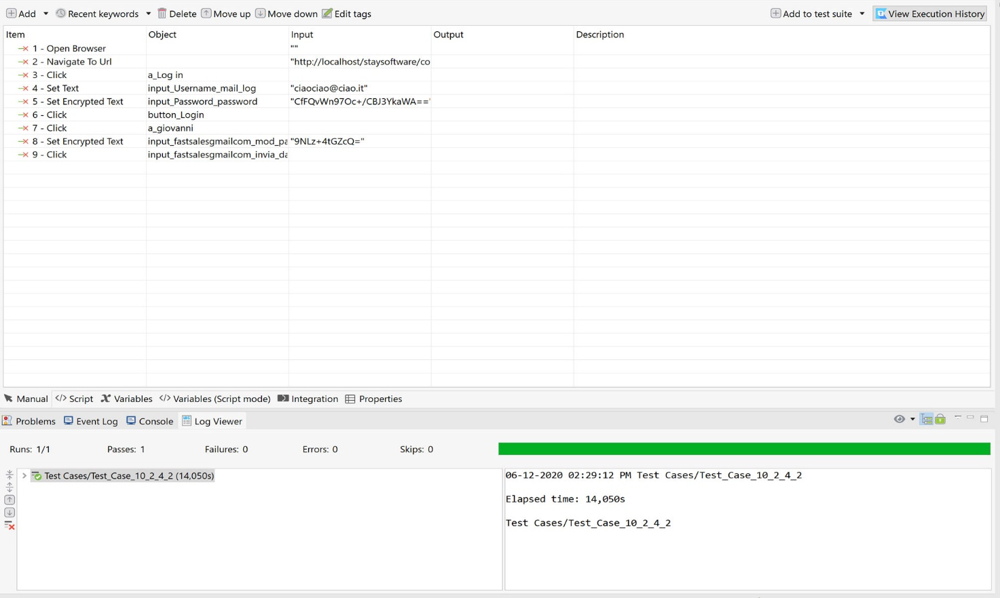 Add Recent keywords Delete Move up Move down Edit tags Add to test suite View Execution History
Item Object Input Output Description
1 - Open Browser ""
2 - Navigate To Url "http://localhost/staysoftware/co
3 - Click a_Log in
4 - Set Text input_Username_mail_log "ciaociao@ciao.it"
5 - Set Encrypted Text input_Password_password "CfFQvWn97Oc+/CBJ3YkaWA=="
6 - Click button_Login
7 - Click a_giovanni
8 - Set Encrypted Text input_fastsalesgmailcom_mod_pa "9NLz+4tGZcQ="
9 - Click input_fastsalesgmailcom_invia_da
Manual Script Variables Variables (Script mode) Integration Properties
Problems Event Log Console Log Viewer
Runs: 1/1 Passes: 1 Failures: 0 Errors: 0 Skips: 0
Test Cases/Test_Case_10_2_4_2 (14,050s)
06-12-2020 02:29:12 PM Test Cases/Test_Case_10_2_4_2
Elapsed time: 14,050s
Test Cases/Test_Case_10_2_4_2